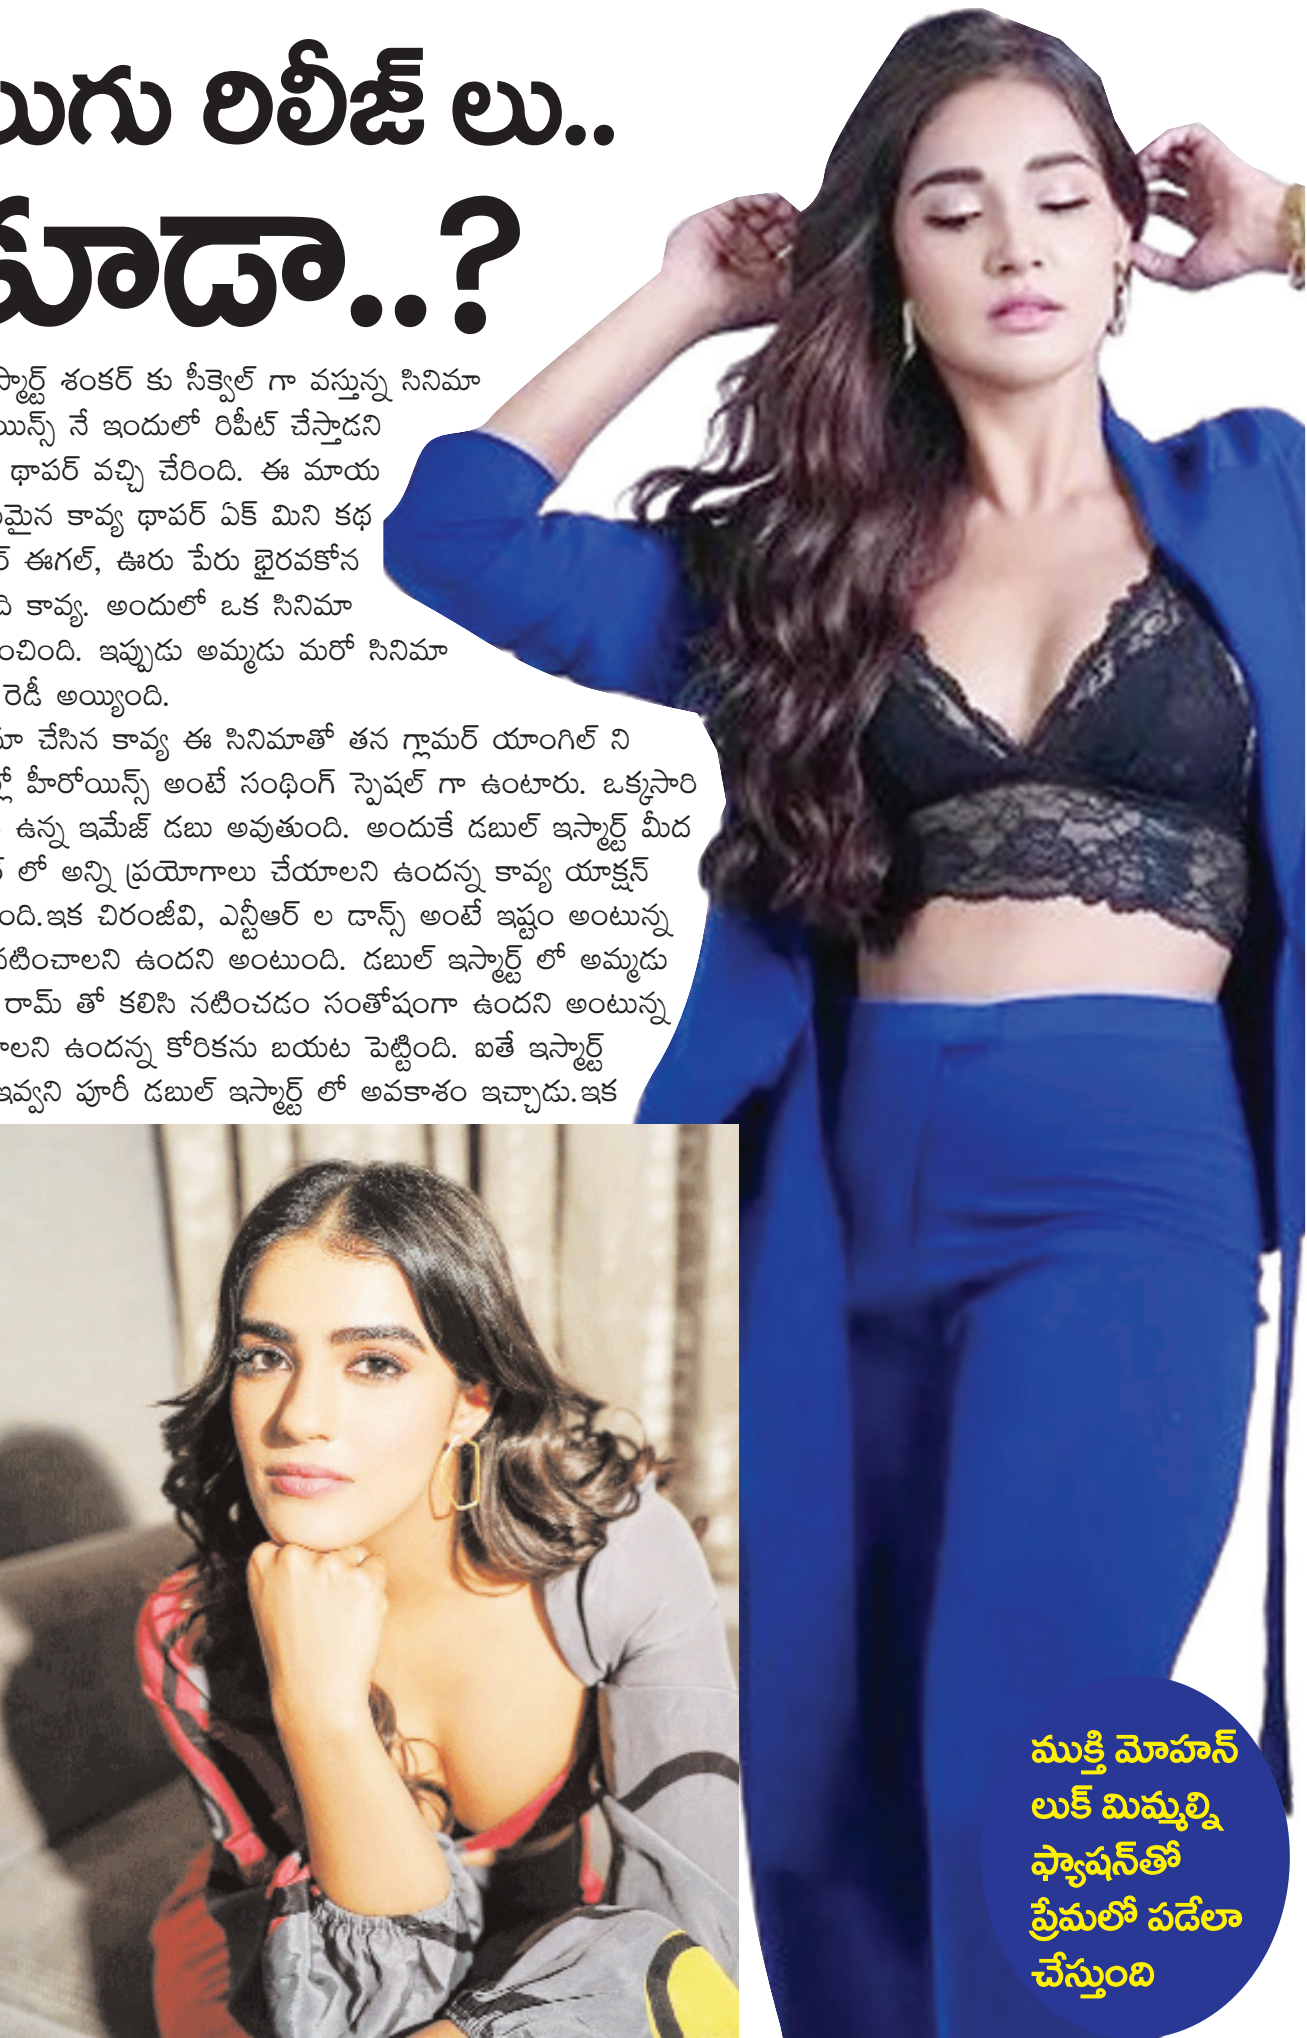 లుగు రిలీజ్ లు..
కూడా..?
స్మార్ట్ శంకర్ కు సీక్వెల్ గా వస్తున్న సినిమా
యిన్స్ నే ఇందులో రిపీట్ చేస్తాడని
థాపర్ వచ్చి చేరింది. ఈ మాయ
మైన కావ్య థాపర్ ఏక్ మిని కథ
ఈగల్, ఊరు పేరు భైరవకోన
ది కావ్య. అందులో ఒక సినిమా
ంచింది. ఇప్పుడు అమ్మడు మరో సినిమా
రెడీ అయ్యింది.
మా చేసిన కావ్య ఈ సినిమాతో తన గ్లామర్ యాంగిల్ ని
ల్లో హీరోయిన్స్ అంటే సంథింగ్ స్పెషల్ గా ఉంటారు. ఒక్కసారి
ఉన్న ఇమేజ్ డబు అవుతుంది. అందుకే డబుల్ ఇస్మార్ట్ మీద
లో అన్ని ప్రయోగాలు చేయాలని ఉందన్న కావ్య యాక్షన్
ంది.ఇక చిరంజీవి, ఎన్టీఆర్ ల డాన్స్ అంటే ఇష్టం అంటున్న
నటించాలని ఉందని అంటుంది. డబుల్ ఇస్మార్ట్ లో అమ్మడు
రామ్ తో కలిసి నటించడం సంతోషంగా ఉందని అంటున్న
ాలని ఉందన్న కోరికను బయట పెట్టింది. ఐతే ఇస్మార్ట్
ఇవ్వని పూరీ డబుల్ ఇస్మార్ట్ లో అవకాశం ఇచ్చాడు.ఇక
ముక్తి మోహన్
లుక్ మిమ్మల్ని
ఫ్యాషన్‌తో
ప్రేమలో పడేలా
చేస్తుంది